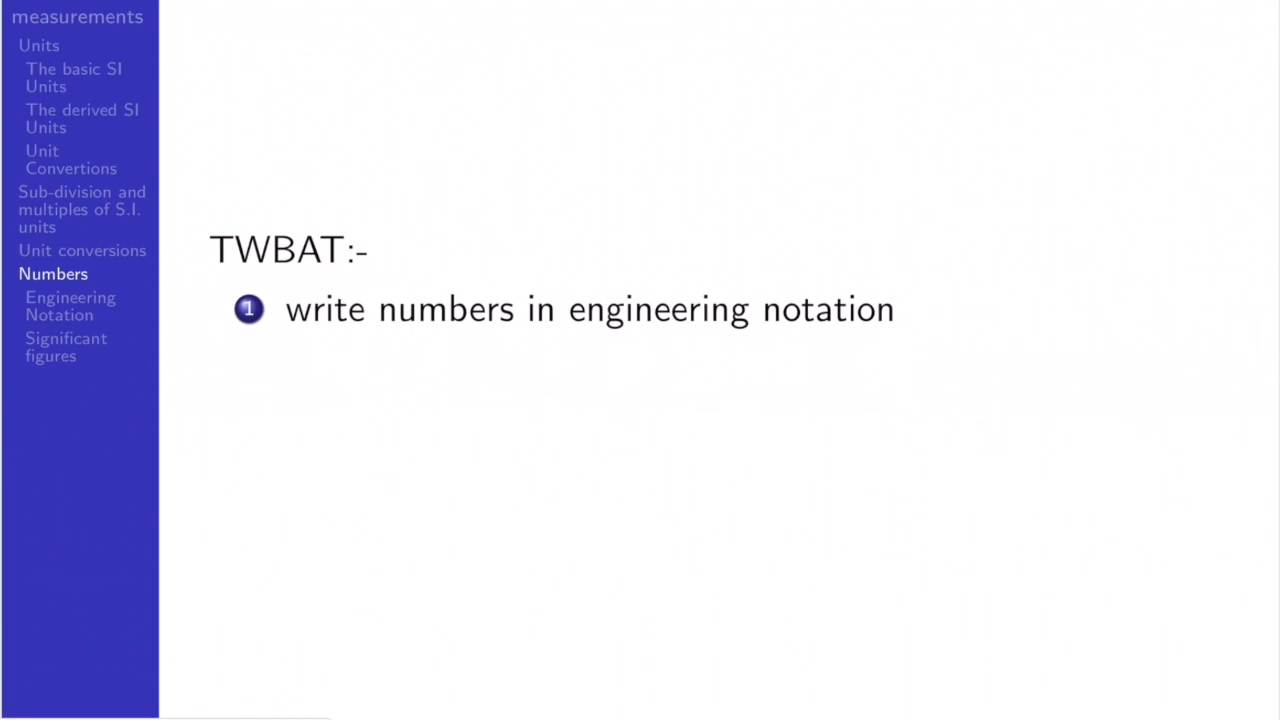 measurements
Units
The basic SI
Units
The derived SI
Units
Unit
Convertions
Sub-division and
multiples of S.I.
units
Unit conversions
Numbers
Engineering
Notation
Significant
figures
TWBAT:-
1 write numbers in engineering notation